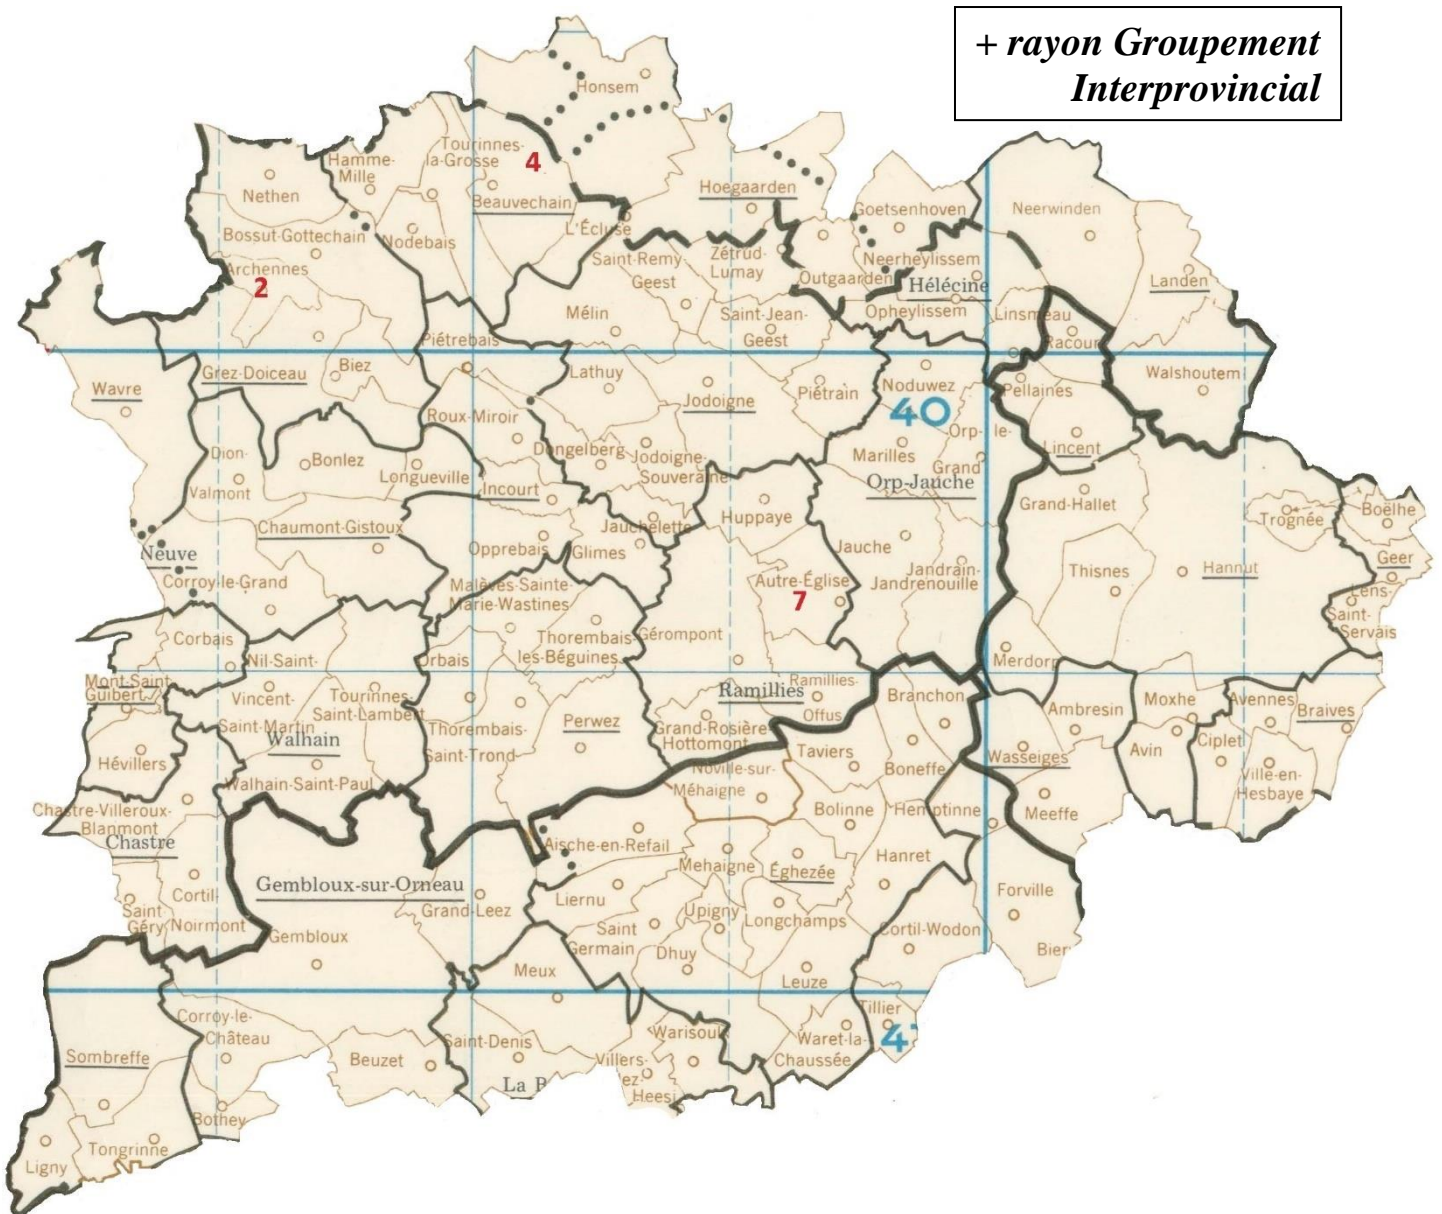 + rayon Groupement
Interprovincial
Honsem
Tourinnes-
la-Grosse
4
Hamme-
Mille
Nethen
Beauvechain
Hoegaarden
L'Écluse
Goetsenhoven
Neerwinden
Bossut-Gottechain
Nodebais
Archennes
2
Saint-Remy-
Geest
Zétrud-
Lumay
Outgaarden
Neerheylissem
Hélécine
Opheylissem
Landen
Mélin
Saint-Jean-
Geest
Linsmeau
Racour
Piétrebais
Wavre
Grez-Doiceau
Biez
Lathuy
Jodoigne
Piétrain
Noduwez
40
Pellaines
Walshoutem
Roux-Miroir
Dion-
Valmont
Bonlez
Longueville
Incourt
Dongelberg
Jodoigne-
Souveraine
Marilles
Orp-le-
Grand
Orp-Jauche
Lincent
Grand-Hallet
Trognée
Boëlhe
Chaumont-Gistoux
Opprebais
Glimes
Jauchelette
Huppaye
Jauche
Jandrain-
Jandrenouille
Geer
Neuve
Corroy-le-Grand
Malèves-Sainte-
Marie-Wastines
Autre-Église
7
Thisnes
Hannut
Lens-
Saint-
Servais
Corbais
Nil-Saint-
Vincent-
Saint-Martin
Orbais
Thorembais-
les-Béguines
Gérompont
Merdorp
Mont-Saint-
Guibert
Tourinnes-
Saint-Lambert
Walhain
Ramillies
Ramillies-
Offus
Branchon
Ambresin
Moxhe
Avennes
Braives
Hévillers
Walhain-Saint-Paul
Thorembais-
Saint-Trond
Perwez
Grand-Rosière-
Hottomont
Taviers
Boneffe
Wasseiges
Avin
Ciplet
Ville-en-
Hesbaye
Noville-sur-
Méhaigne
Chastre-Villeroux-
Blanmont
Chastre
Bolinne
Hemptinne
Meeffe
Aische-en-Refail
Mehaigne
Éghezée
Hanret
Gembloux-sur-Orneau
Grand-Leez
Liernu
Forville
Cortil-
Noirmont
Saint
Géry
Gembloux
Saint
Germain
Upigny
Longchamps
Cortil-Wodon
Bier
Dhuy
Meux
Leuze
Tillier
4
Corroy-le-
Château
Sombreffe
Beuzet
Saint-Denis
Villers-
ez-
Heesi
Warisoul
Waret-la-
Chaussée
Bothey
Ligny
Tongrinne